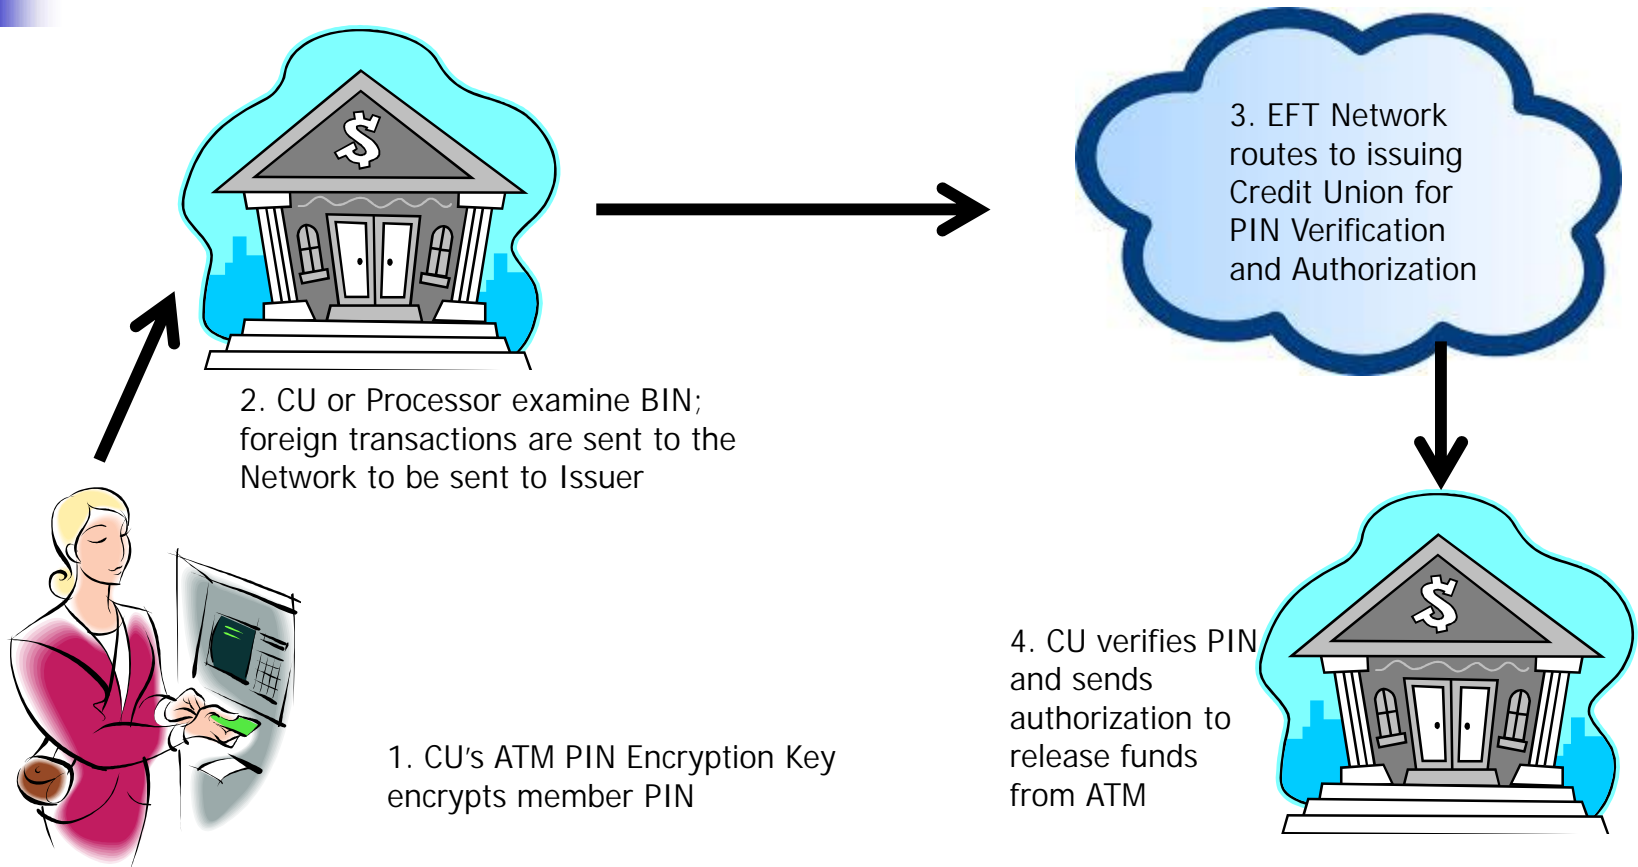 3. EFT Network
routes to issuing
Credit Union for
PIN Verification
and Authorization
2. CU or Processor examine BIN;
foreign transactions are sent to the
Network to be sent to Issuer
4. CU verifies PIN
and sends
authorization to
release funds
from ATM
1. CU's ATM PIN Encryption Key
encrypts member PIN
$
$